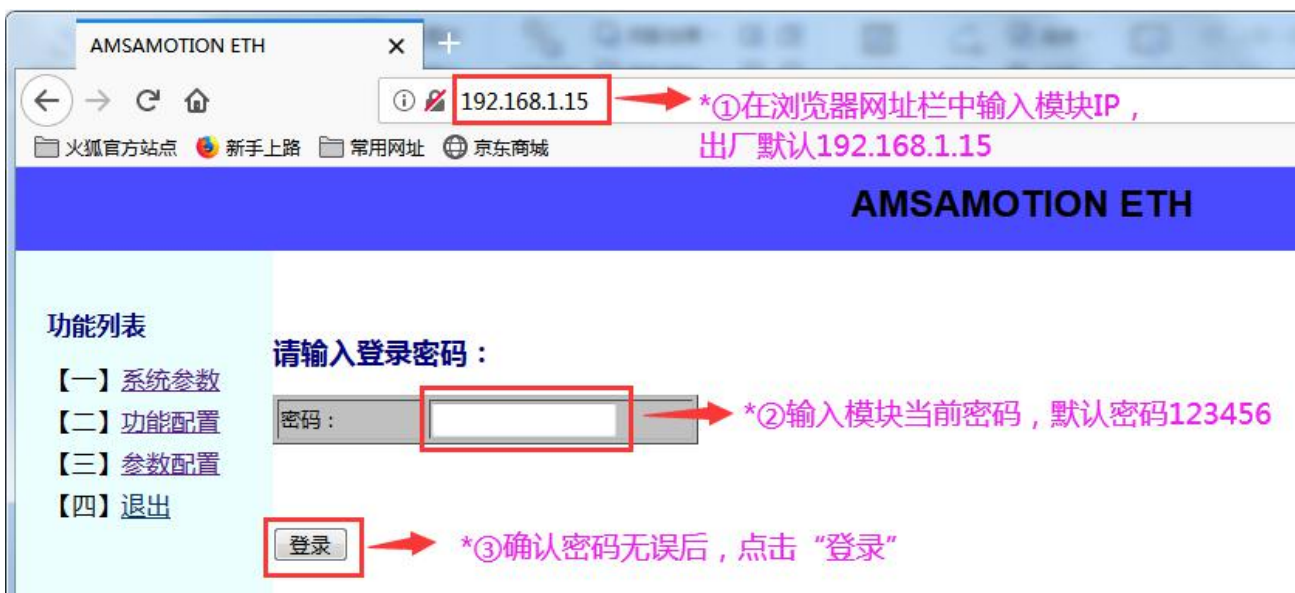 AMSAMOTION ETH
192.168.1.15
*①在浏览器网址栏中输入模块IP，
出厂默认192.168.1.15
火狐官方站点 新手上路 常用网址 京东商城
AMSAMOTION ETH
功能列表
【一】系统参数
【二】功能配置
【三】参数配置
【四】退出
请输入登录密码：
密码：
*②输入模块当前密码，默认密码123456
登录
*③确认密码无误后，点击“登录”